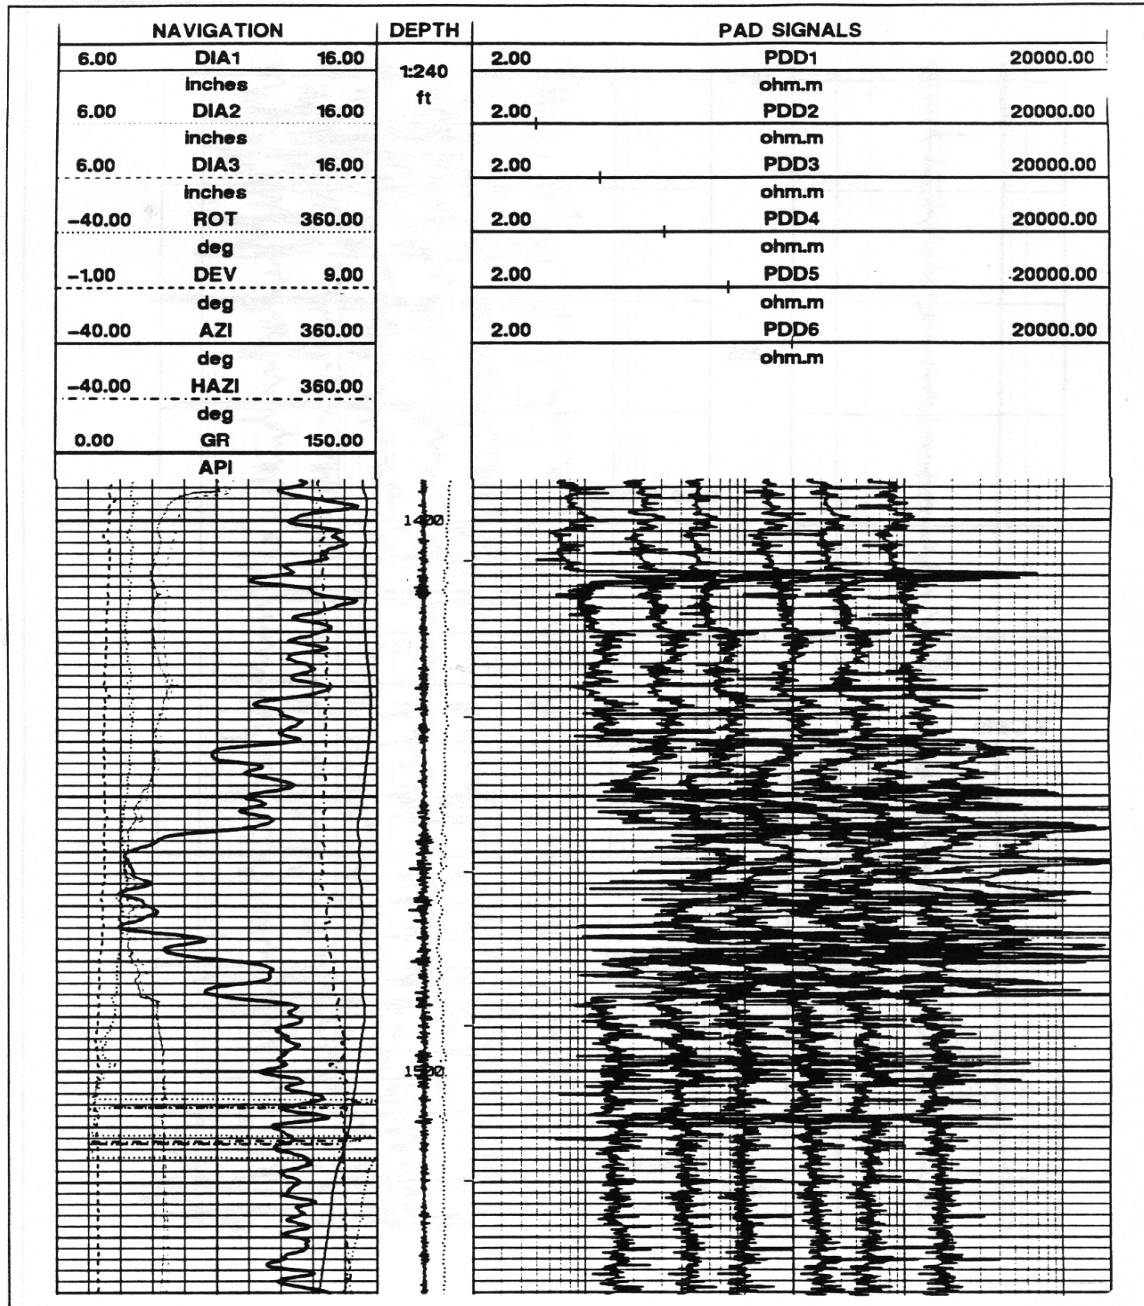 NAVIGATION DEPTH PAD SIGNALS
6.00 DIA1 16.00 1:240 2.00 PDD1 20000.00
inches ft ohm.m
6.00 DIA2 16.00 2.00 PDD2 20000.00
inches ohm.m
6.00 DIA3 16.00 2.00 PDD3 20000.00
inches ohm.m
-40.00 ROT 360.00 2.00 PDD4 20000.00
deg ohm.m
-1.00 DEV 9.00 2.00 PDD5 20000.00
deg ohm.m
-40.00 AZI 360.00 2.00 PDD6 20000.00
deg ohm.m
-40.00 HAZI 360.00
deg
0.00 GR 150.00
API
1400
1500